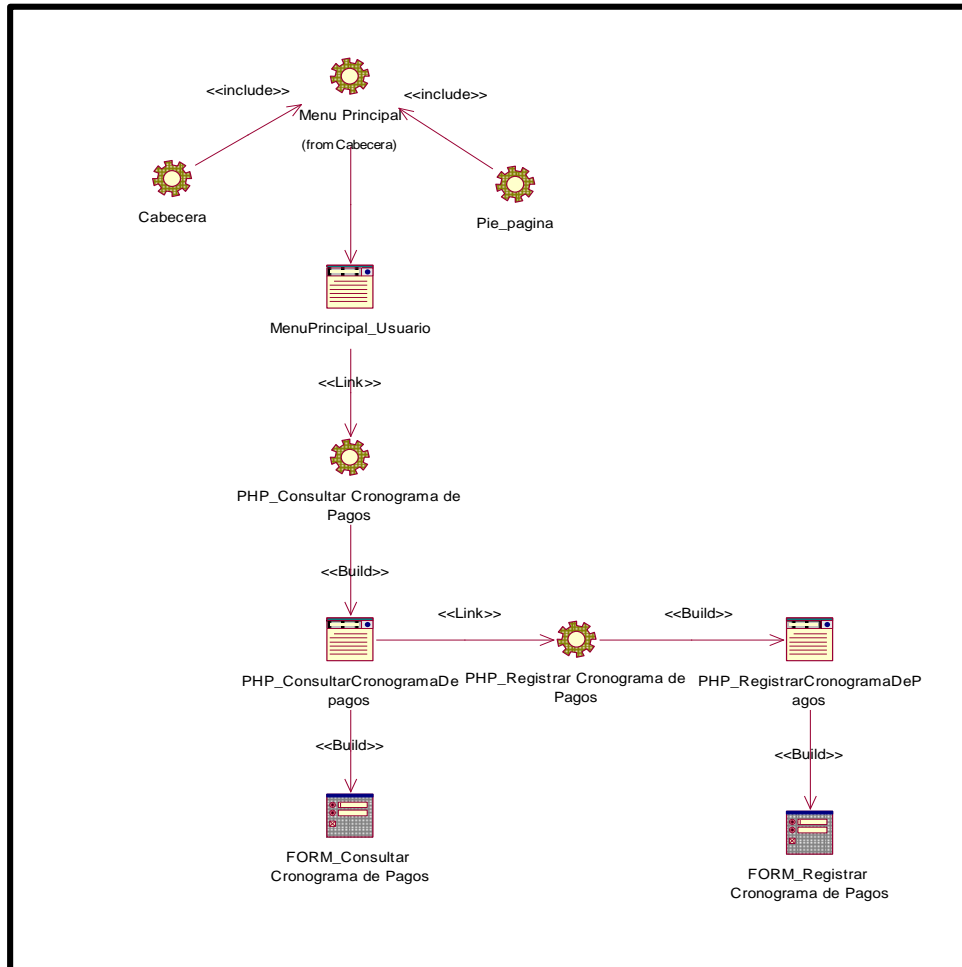 <<include>>
<<include>>
Menu Principal
(from Cabecera)
Cabecera
Pie_pagina
MenuPrincipal_Usuario
<<Link>>
PHP_Consultar Cronograma de
Pagos
<<Build>>
<<Link>>
<<Build>>
PHP_ConsultarCronogramaDe
pagos
PHP_Registrar Cronograma de
Pagos
PHP_RegistrarCronogramaDeP
agos
<<Build>>
<<Build>>
FORM_Consultar
Cronograma de Pagos
FORM_Registrar
Cronograma de Pagos